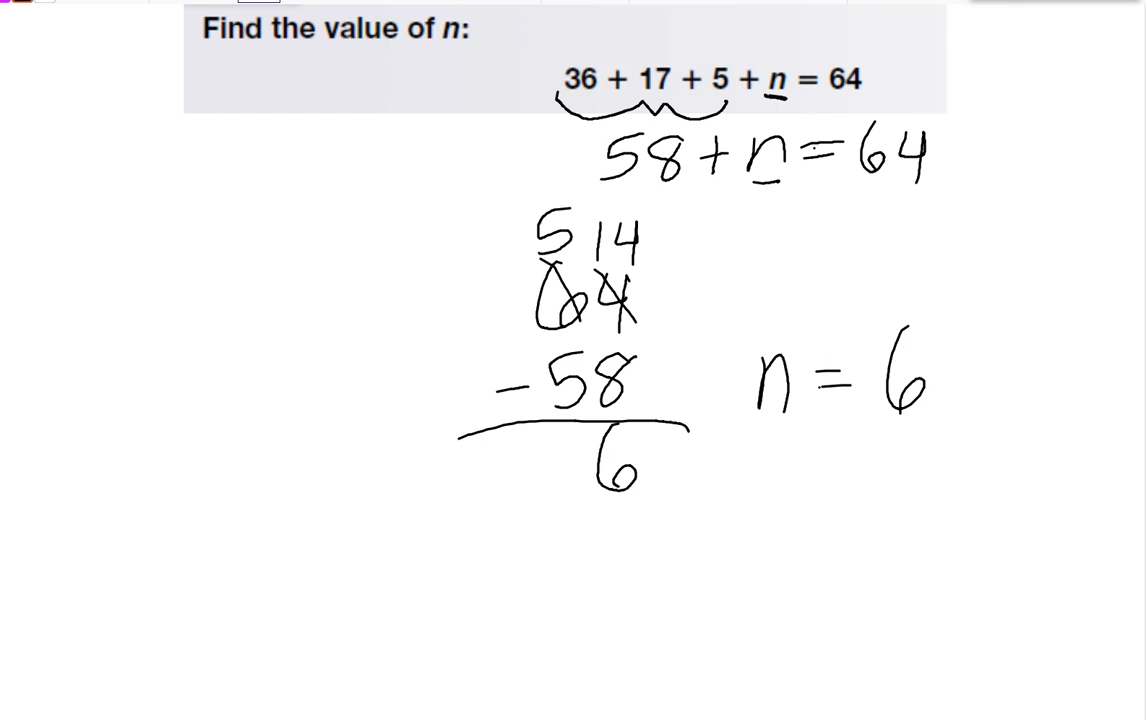 Find the value of n:
36 + 17 + 5 + n = 64
58 + n = 64
5 14
64
- 58
n = 6
6